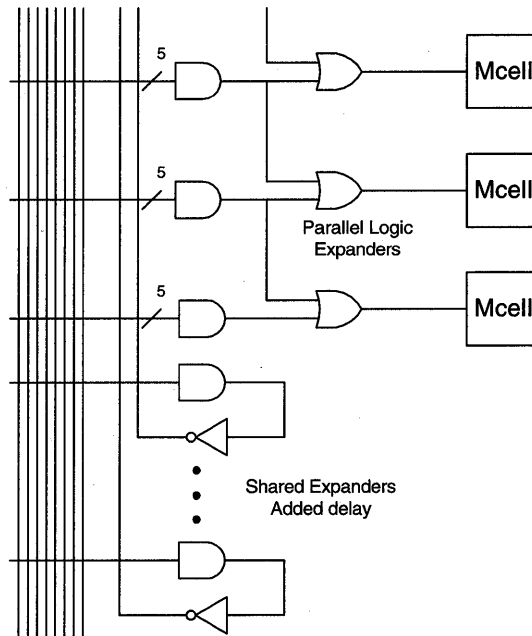 5
Mcell
5
Mcell
Parallel Logic
Expanders
5
Mcell
Shared Expanders
Added delay